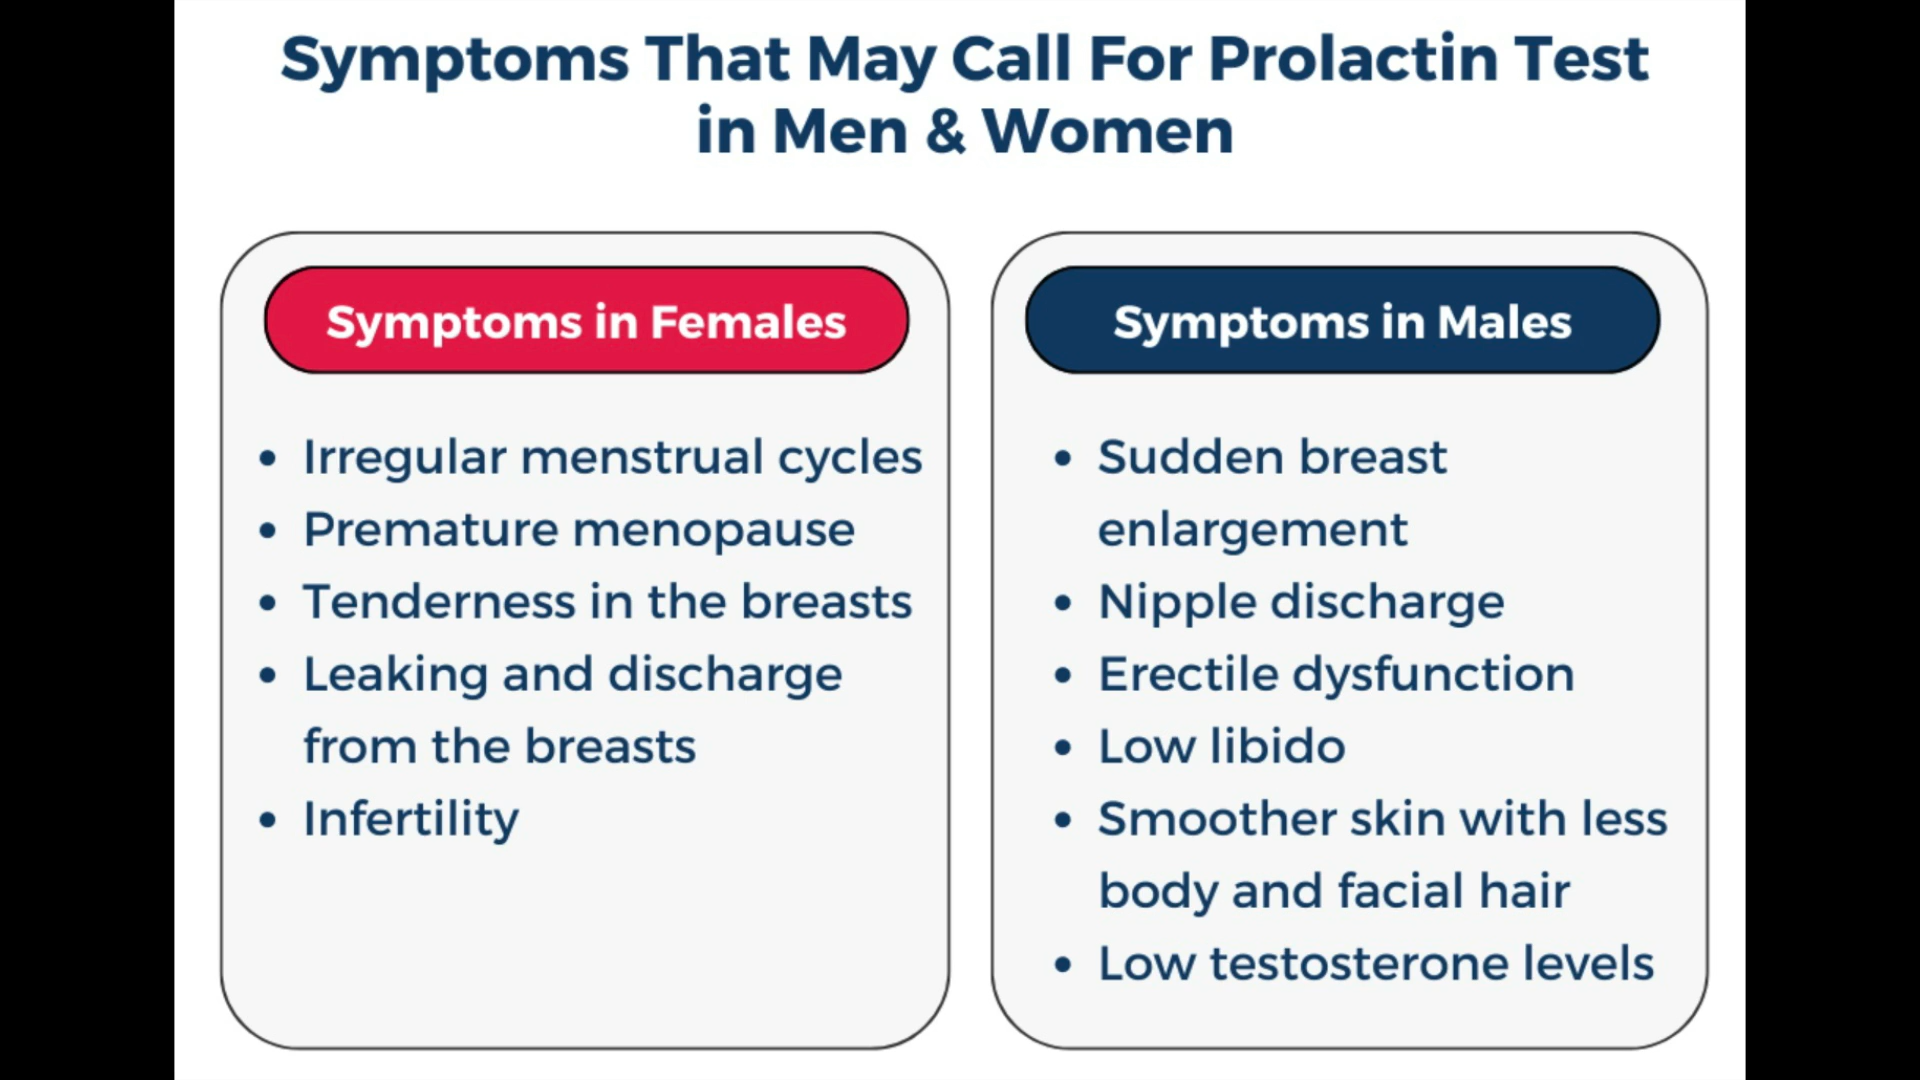 Symptoms That May Call For Prolactin Test
in Men & Women
Symptoms in Females
• Irregular menstrual cycles
• Premature menopause
• Tenderness in the breasts
• Leaking and discharge
from the breasts
• Infertility
Symptoms in Males
• Sudden breast
enlargement
• Nipple discharge
• Erectile dysfunction
• Low libido
• Smoother skin with less
body and facial hair
• Low testosterone levels